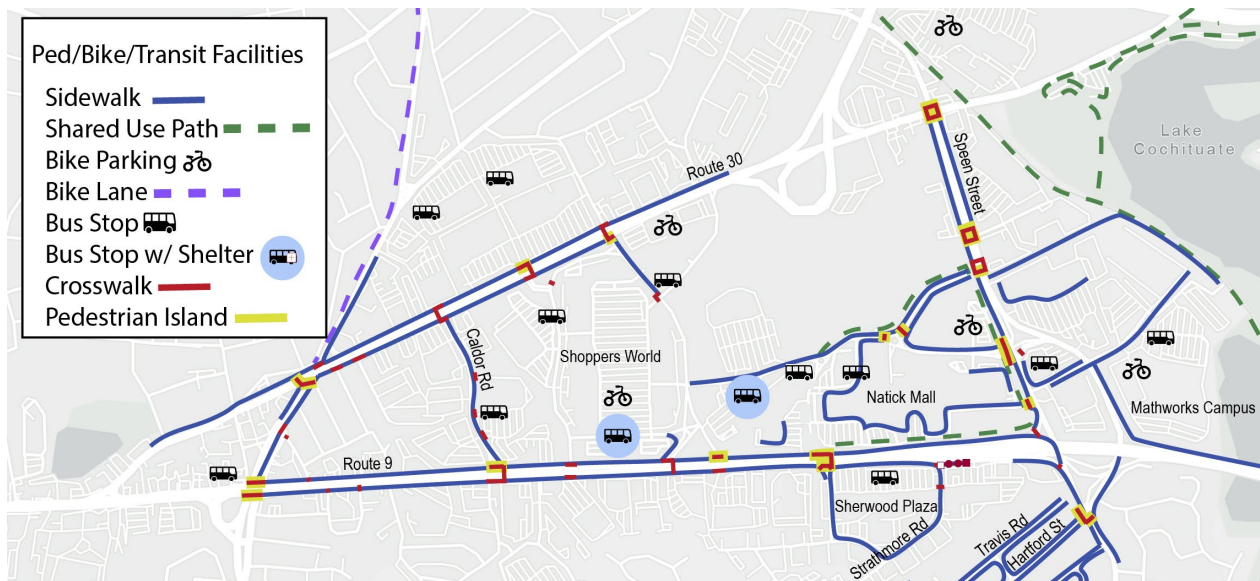 Ped/Bike/Transit Facilities
Sidewalk
Shared Use Path
Bike Parking
Bike Lane
Bus Stop
Bus Stop w/ Shelter
Crosswalk
Pedestrian Island
Lake
Cochituate
Speen Street
Route 30
Caldor Rd
Shoppers World
Natick Mall
Mathworks Campus
Route 9
Sherwood Plaza
Strathmore Rd
Travis Rd
Hartford St